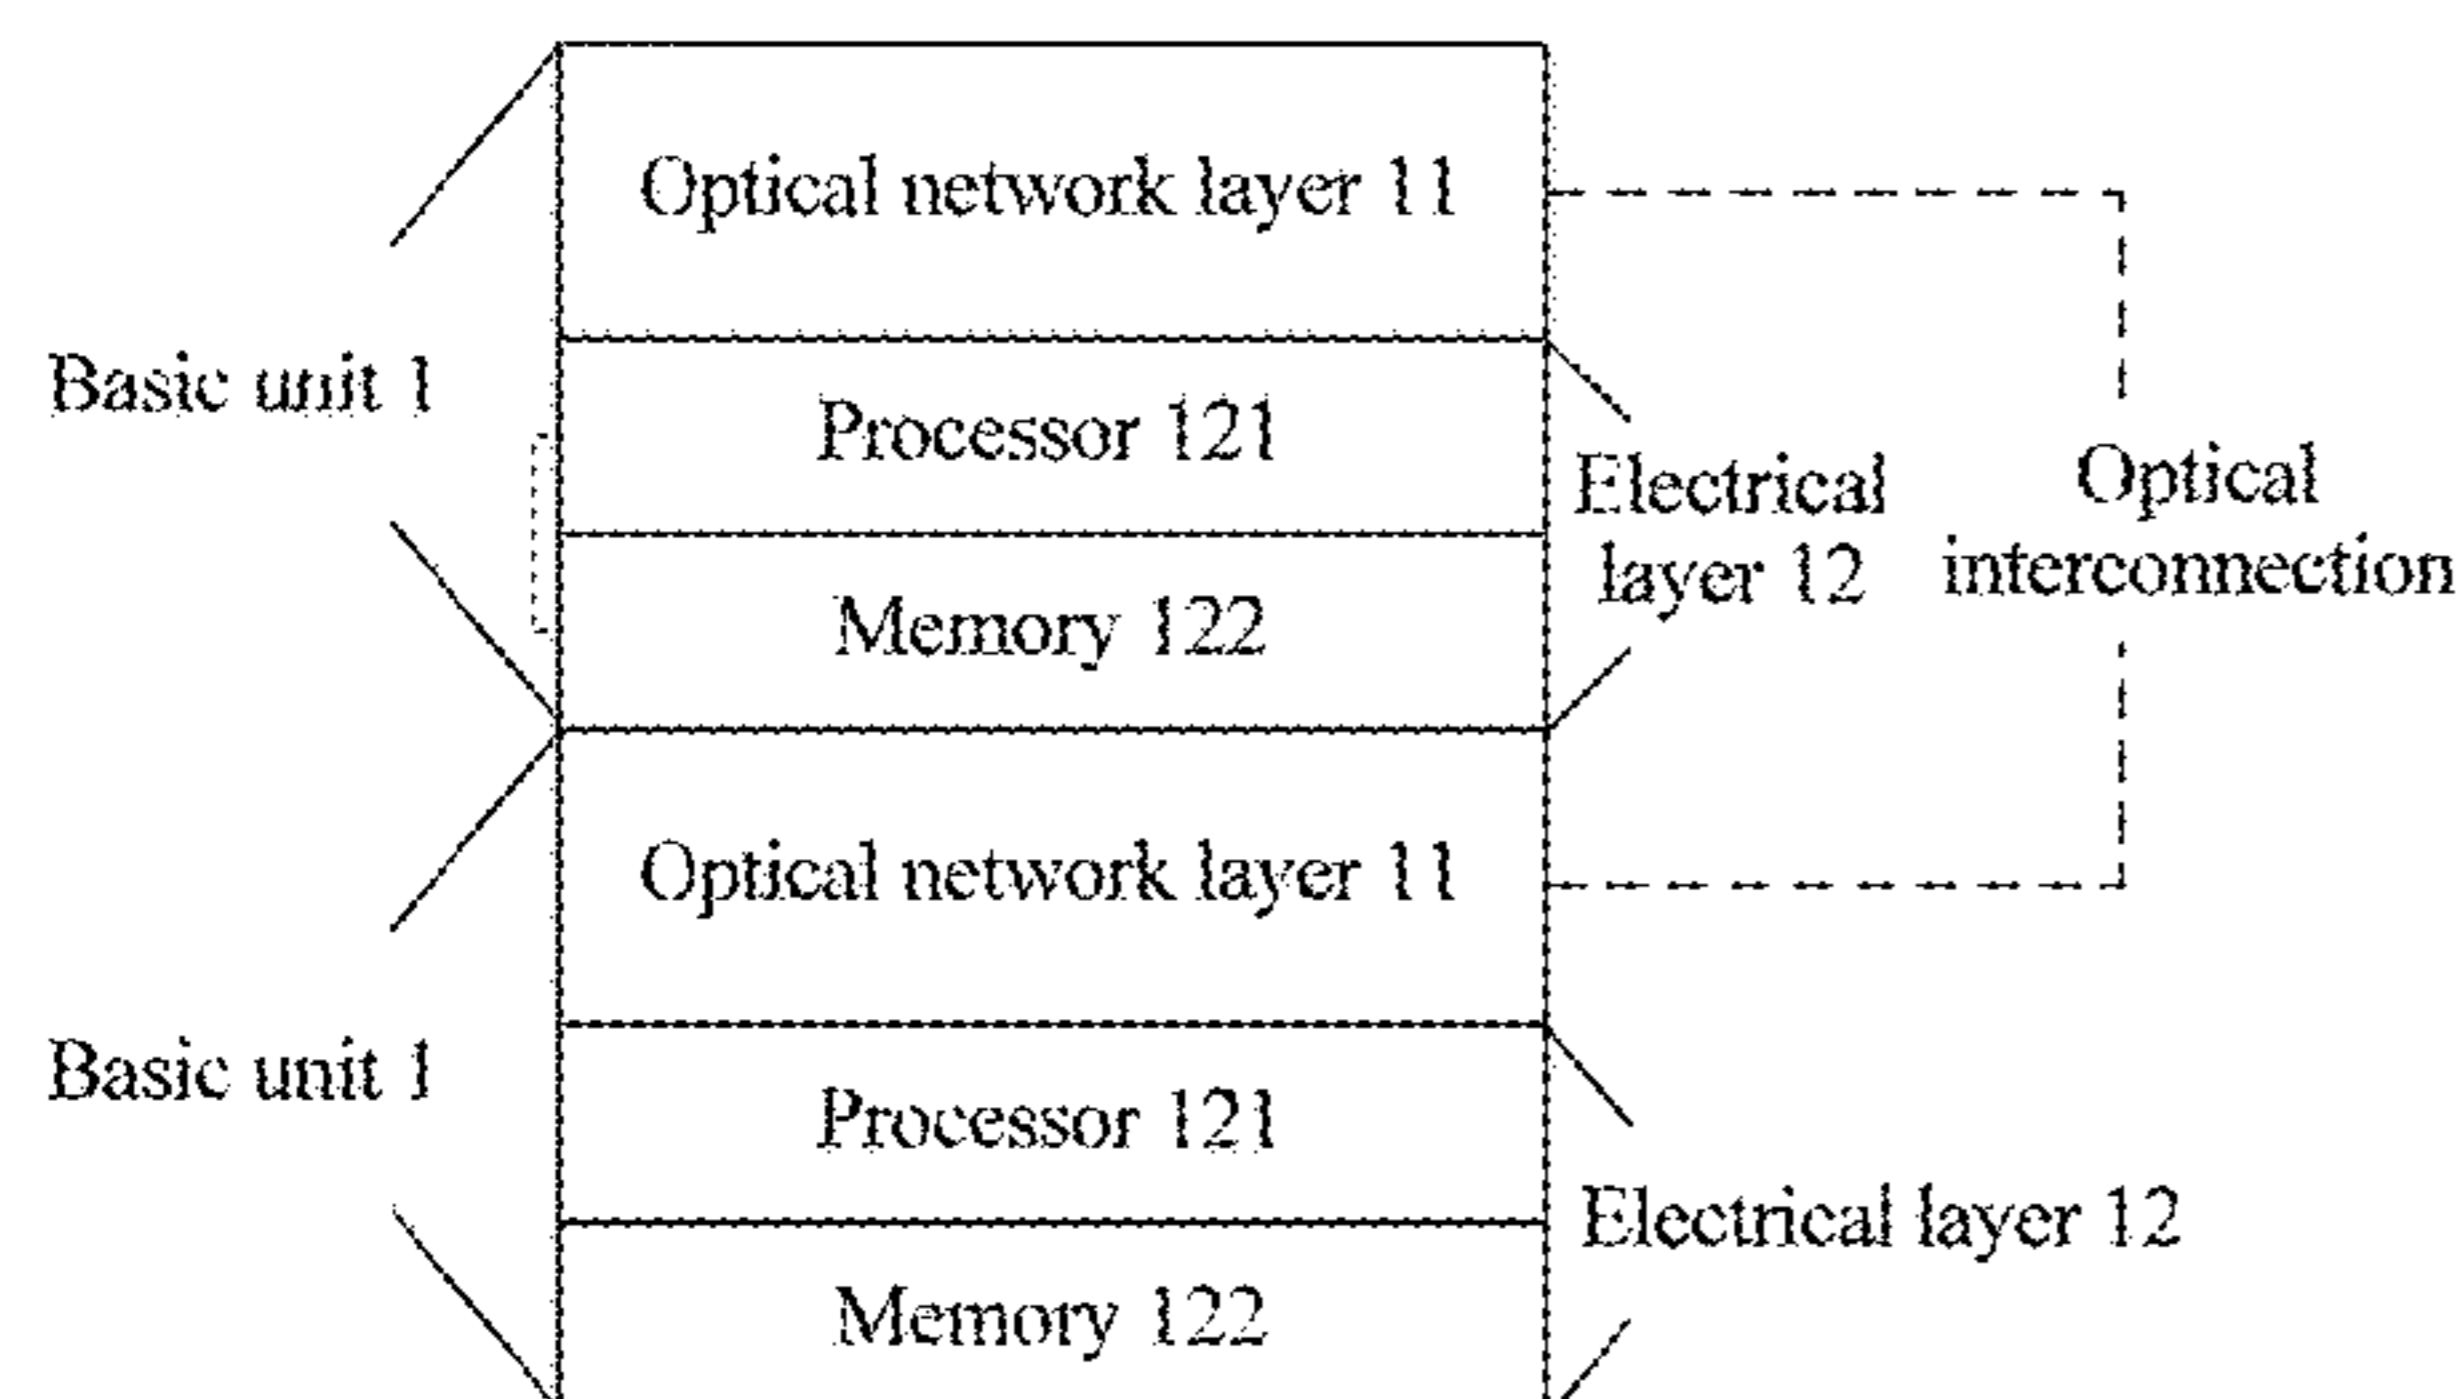 Optical network layer 11
Basic unit 1
Processor 121
Electrical
layer 12
Optical
interconnection
Memory 122
Optical network layer 11
Basic unit 1
Processor 121
Electrical layer 12
Memory 122